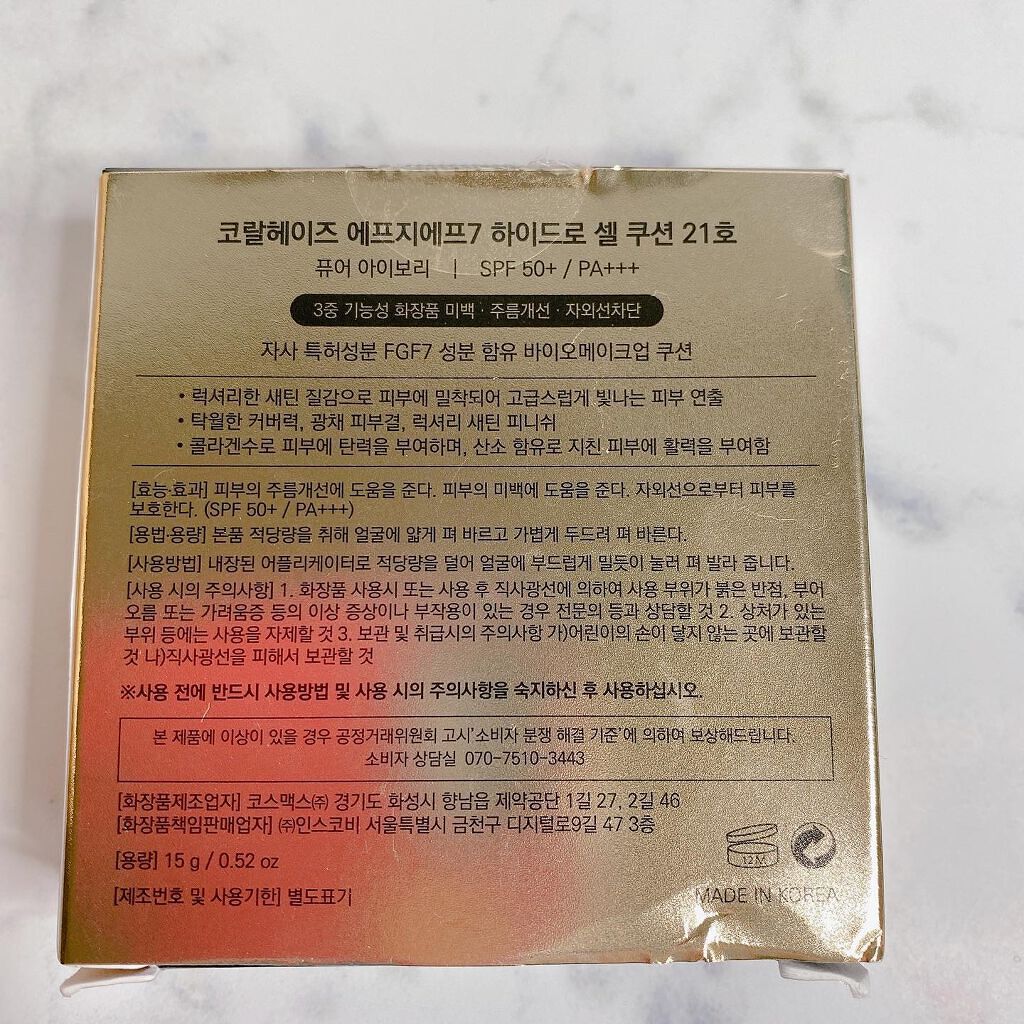 코랄헤이즈 에프지에프7 하이드로 셀 쿠션 21호
퓨어 아이보리 | SPF 50+ / PA+++
3중 기능성 화장품 미백 · 주름개선 · 자외선차단
자사 특허성분 FGF7 성분 함유 바이오메이크업 쿠션
• 럭셔리한 새틴 질감으로 피부에 밀착되어 고급스럽게 빛나는 피부 연출
• 탁월한 커버력, 광채 피부결, 럭셔리 새틴 피니쉬
• 콜라겐수로 피부에 탄력을 부여하며, 산소 함유로 지친 피부에 활력을 부여함
[효능·효과] 피부의 주름개선에 도움을 준다. 피부의 미백에 도움을 준다. 자외선으로부터 피부를
보호한다. (SPF 50+ / PA+++)
[용법·용량] 본품 적당량을 취해 얼굴에 얇게 펴 바르고 가볍게 두드려 펴 바른다.
[사용방법] 내장된 어플리케이터로 적당량을 덜어 얼굴에 부드럽게 밀듯이 눌러 펴 발라 줍니다.
[사용 시의 주의사항] 1. 화장품 사용시 또는 사용 후 직사광선에 의하여 사용 부위가 붉은 반점, 부어
오름 또는 가려움증 등의 이상 증상이나 부작용이 있는 경우 전문의 등과 상담할 것 2. 상처가 있는
부위 등에는 사용을 자제할 것 3. 보관 및 취급시의 주의사항 가)어린이의 손이 닿지 않는 곳에 보관할
것 나)직사광선을 피해서 보관할 것
※사용 전에 반드시 사용방법 및 사용 시의 주의사항을 숙지하신 후 사용하십시오.
본 제품에 이상이 있을 경우 공정거래위원회 고시'소비자 분쟁 해결 기준'에 의하여 보상해드립니다.
소비자 상담실 070-7510-3443
[화장품제조업자] 코스맥스㈜ 경기도 화성시 향남읍 제약공단 1길 27, 2길 46
[화장품책임판매업자] ㈜인스코비 서울특별시 금천구 디지털로9길 47 3층
[용량] 15 g / 0.52 oz
12M
[제조번호 및 사용기한] 별도표기
MADE IN KOREA